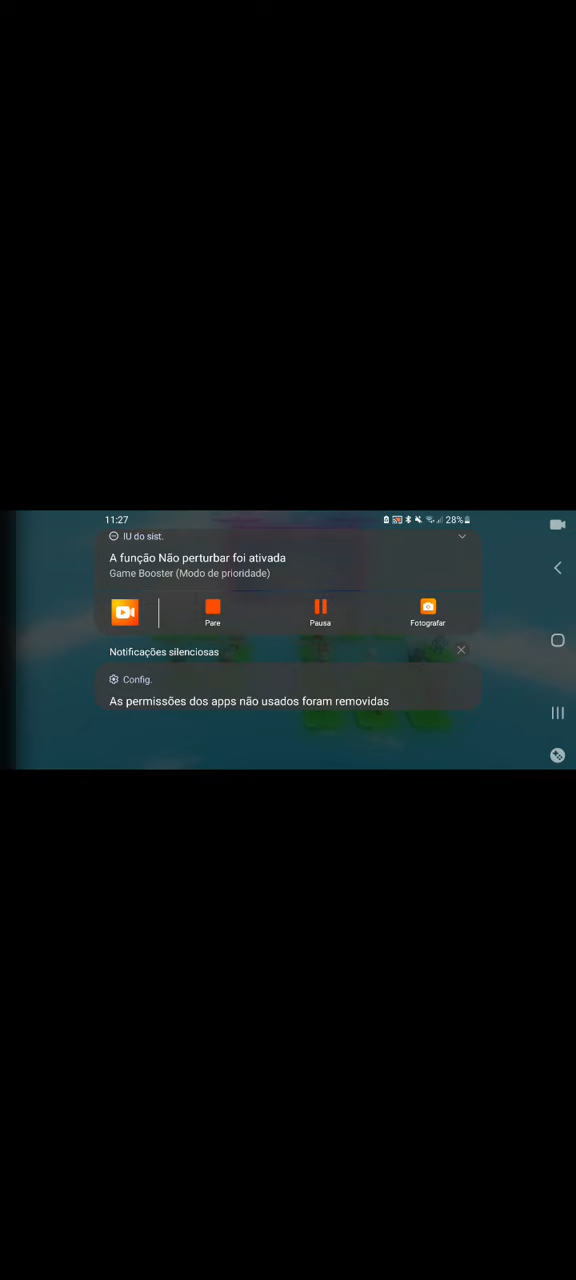 11:27
28%
IU do sist.
A função Não perturbar foi ativada
Game Booster (Modo de prioridade)
Pare
Pausa
Fotografar
Notificações silenciosas
Config.
As permissões dos apps não usados foram removidas